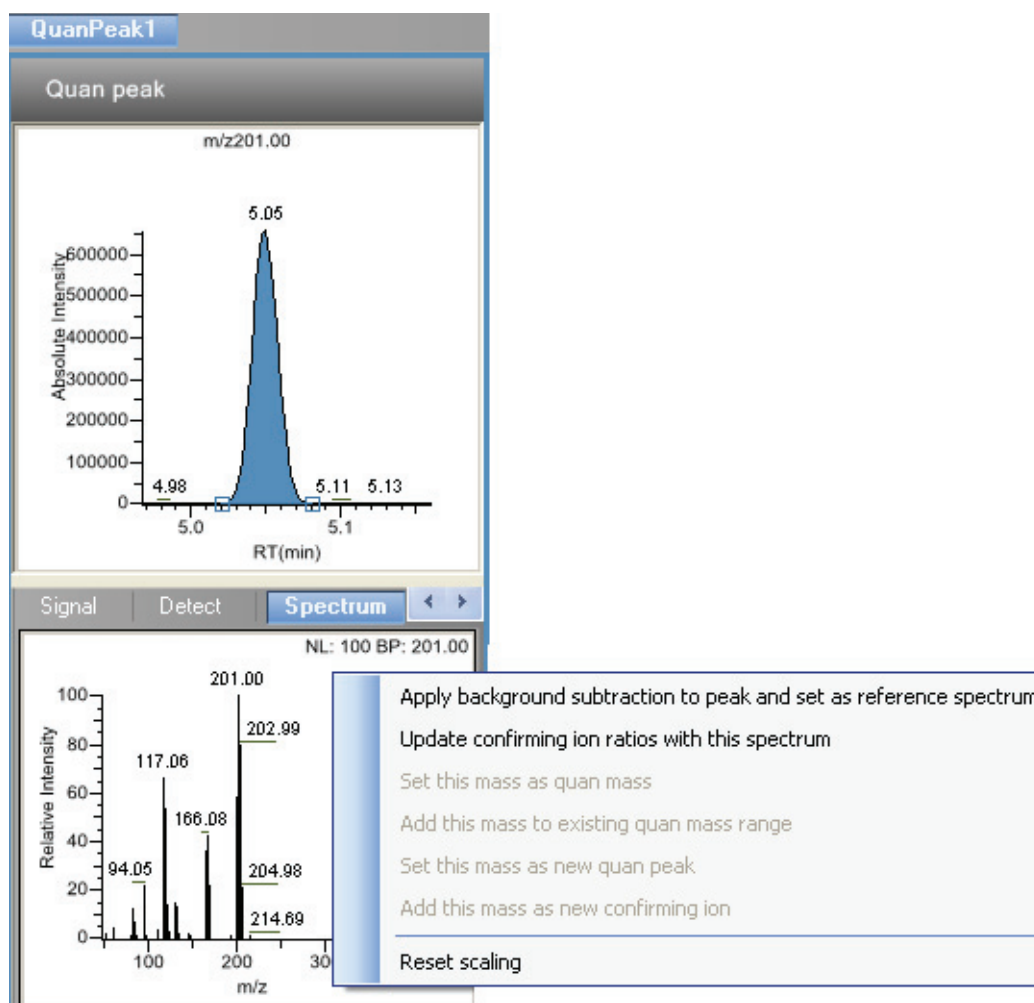 QuanPeak1
Quan peak
m/z201.00
5.05
600000
500000
400000
300000
200000
100000
0
Absolute Intensity
4.98
5.11
5.13
5.0
5.1
RT(min)
Signal
Detect
Spectrum
NL: 100 BP: 201.00
201.00
202.99
117.06
166.08
94.05
204.98
214.69
100
80
60
40
20
0
Relative Intensity
100
200
30
m/z
Apply background subtraction to peak and set as reference spectrum
Update confirming ion ratios with this spectrum
Set this mass as quan mass
Add this mass to existing quan mass range
Set this mass as new quan peak
Add this mass as new confirming ion
Reset scaling